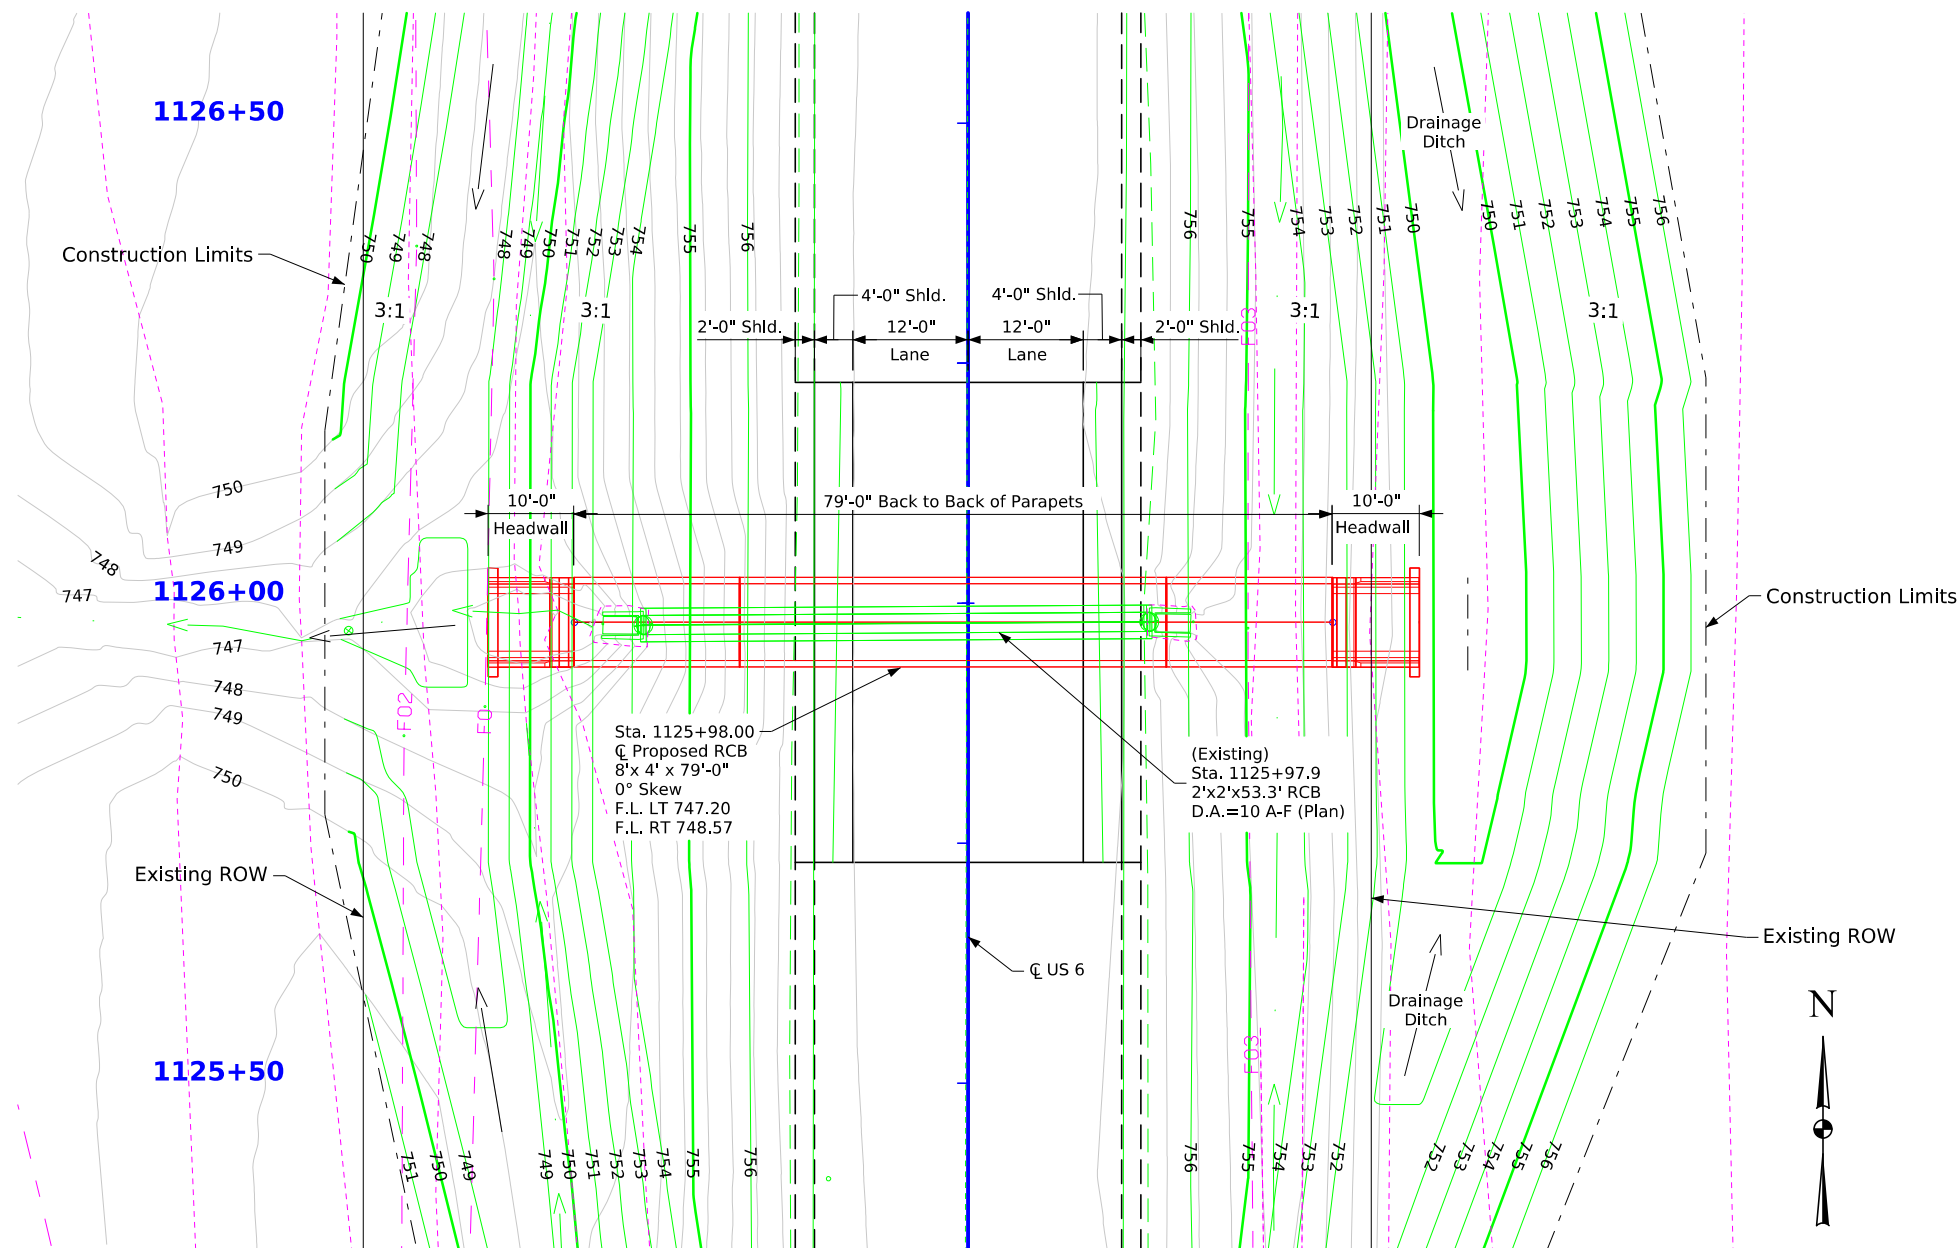 1126+50
Drainage
Ditch
750
749
748
748
749
750
751
752
753
754
755
756
756
755
754
753
752
751
750
750
751
752
753
754
755
756
Construction Limits
3:1
3:1
3:1
3:1
4'-0" Shld.
4'-0" Shld.
2'-0" Shld.
12'-0"
12'-0"
2'-0" Shld.
Lane
Lane
F03
750
749
748
747
10'-0"
Headwall
79'-0" Back to Back of Parapets
10'-0"
Headwall
1126+00
Construction Limits
747
748
749
750
F02
F0
Sta. 1125+98.00
℄ Proposed RCB
8'x 4' x 79'-0"
0° Skew
F.L. LT 747.20
F.L. RT 748.57
(Existing)
Sta. 1125+97.9
2'x2'x53.3' RCB
D.A.=10 A-F (Plan)
Existing ROW
Existing ROW
℄ US 6
Drainage
Ditch
N
F03
1125+50
751
750
749
749
750
751
752
753
754
755
756
756
755
754
753
752
752
753
754
755
756